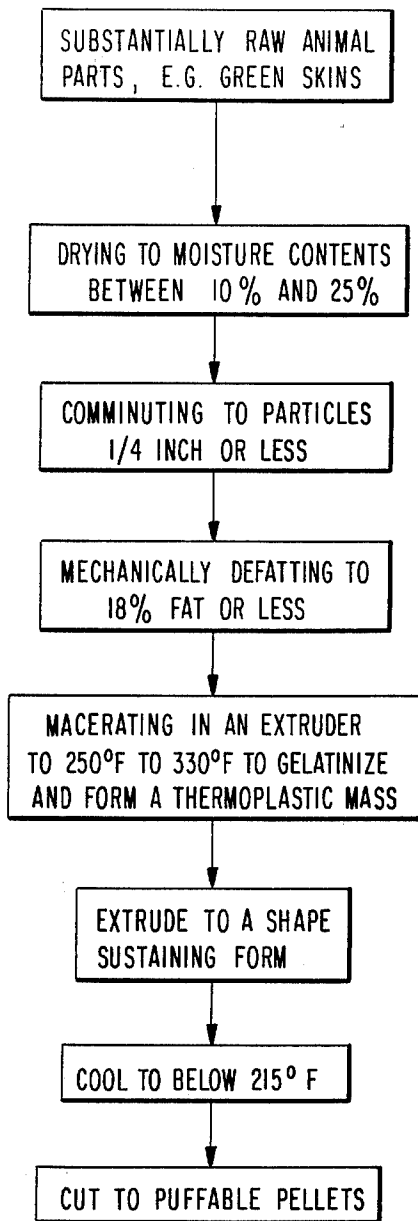 SUBSTANTIALLY RAW ANIMAL
PARTS, E.G. GREEN SKINS
DRYING TO MOISTURE CONTENTS
BETWEEN 10% AND 25%
COMMINUTING TO PARTICLES
1/4 INCH OR LESS
MECHANICALLY DEFATTING TO
18% FAT OR LESS
MACERATING IN AN EXTRUDER
TO 250°F TO 330°F TO GELATINIZE
AND FORM A THERMOPLASTIC MASS
EXTRUDE TO A SHAPE
SUSTAINING FORM
COOL TO BELOW 215° F
CUT TO PUFFABLE PELLETS